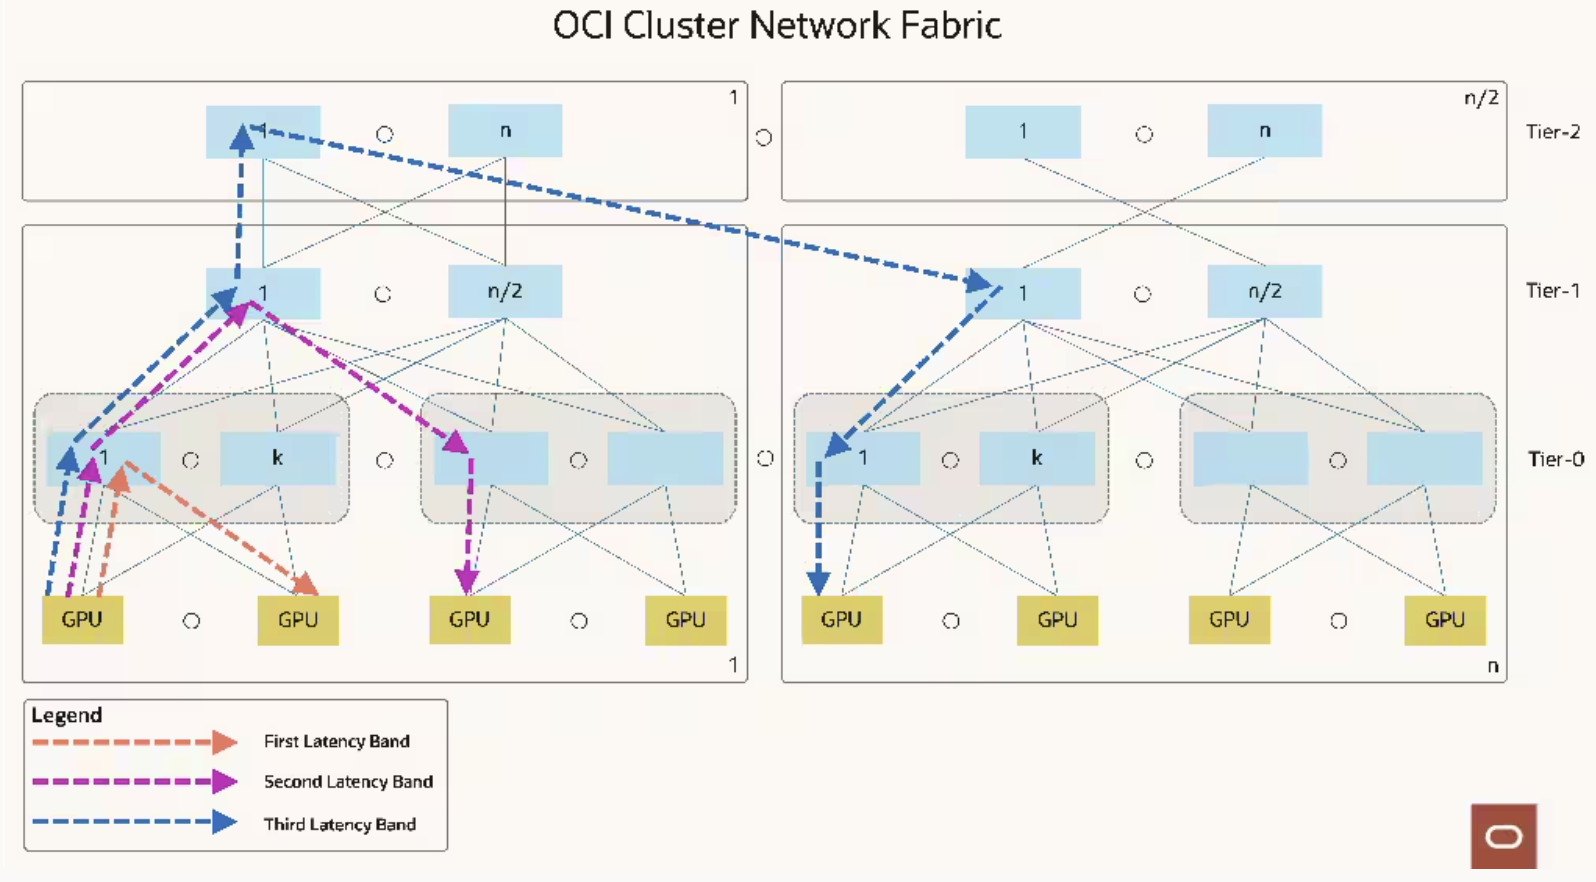 OCI Cluster Network Fabric
1
n/2
1
n
1
n
Tier-2
1
n/2
1
n/2
Tier-1
1
k
1
k
Tier-0
GPU
GPU
GPU
GPU
GPU
GPU
GPU
GPU
1
n
Legend
First Latency Band
Second Latency Band
Third Latency Band